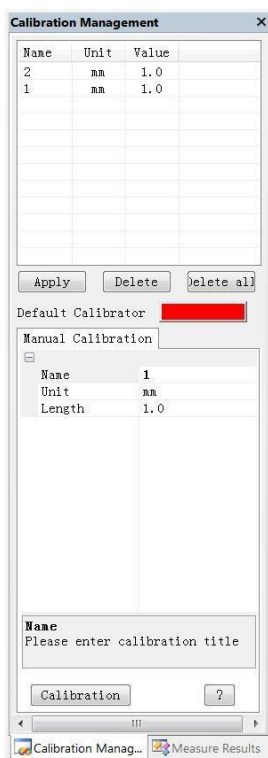 Calibration Management
Name Unit Value
2 mm 1.0
1 mm 1.0
Apply Delete Delete all
Default Calibrator
Manual Calibration
Name 1
Unit mm
Length 1.0
Name
Please enter calibration title
Calibration ?
Calibration Manag... Measure Results